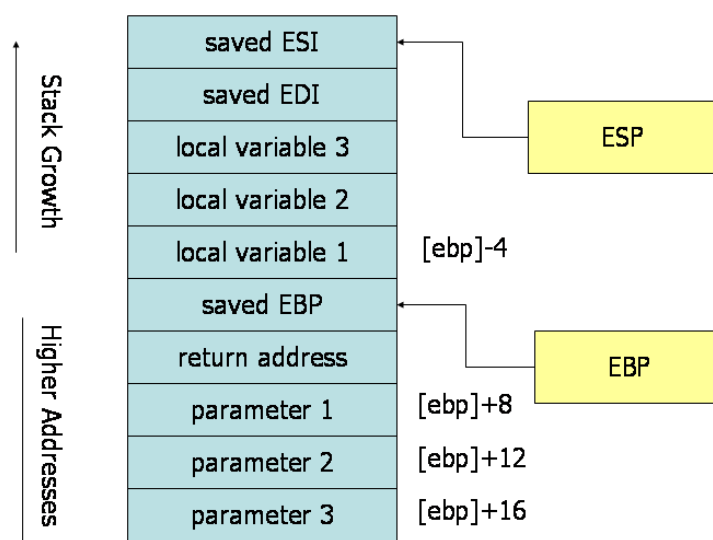 saved ESI
saved EDI
local variable 3
local variable 2
local variable 1
saved EBP
return address
parameter 1
parameter 2
parameter 3
Stack Growth
Higher Addresses
[ebp]-4
[ebp]+8
[ebp]+12
[ebp]+16
ESP
EBP